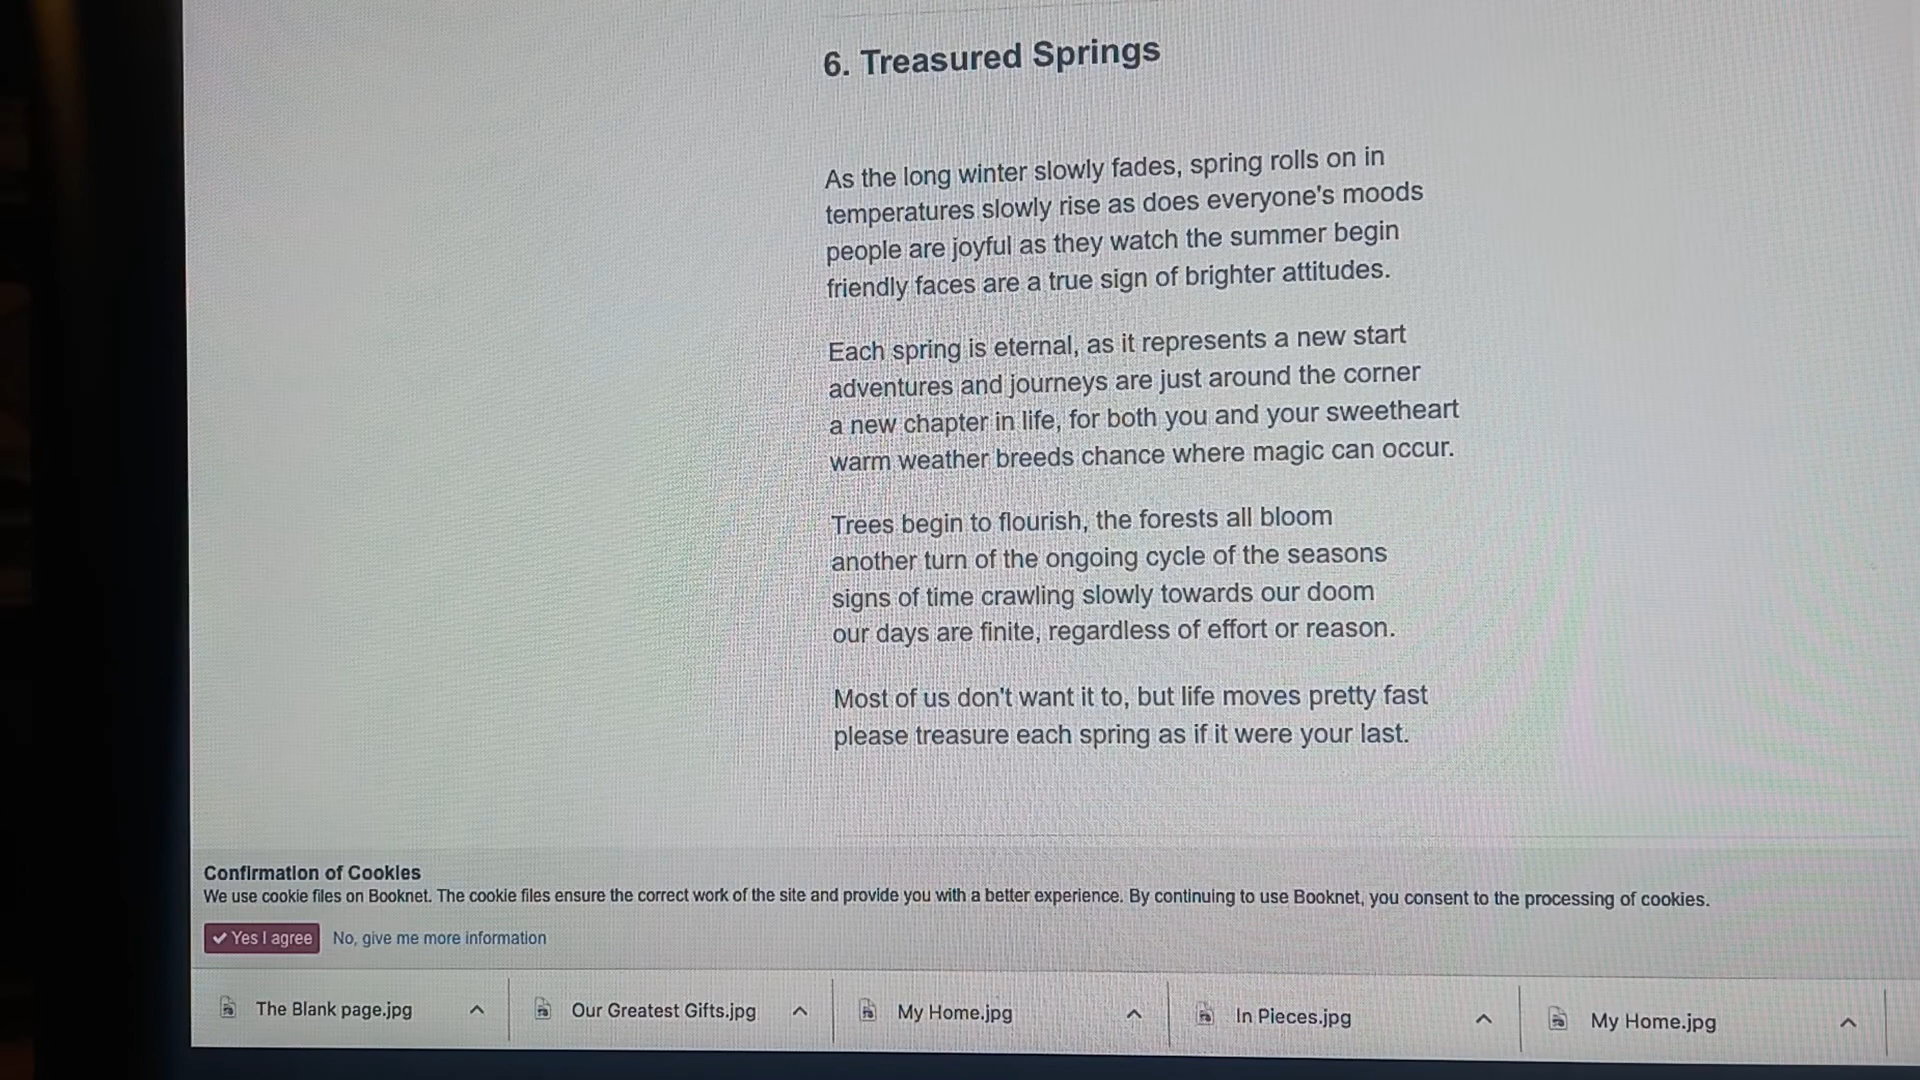 6. Treasured Springs
As the long winter slowly fades, spring rolls on in
temperatures slowly rise as does everyone's moods
people are joyful as they watch the summer begin
friendly faces are a true sign of brighter attitudes.
Each spring is eternal, as it represents a new start
adventures and journeys are just around the corner
a new chapter in life, for both you and your sweetheart
warm weather breeds chance where magic can occur.
Trees begin to flourish, the forests all bloom
another turn of the ongoing cycle of the seasons
signs of time crawling slowly towards our doom
our days are finite, regardless of effort or reason.
Most of us don't want it to, but life moves pretty fast
please treasure each spring as if it were your last.
Confirmation of Cookies
We use cookie files on Booknet. The cookie files ensure the correct work of the site and provide you with a better experience. By continuing to use Booknet, you consent to the processing of cookies.
Yes I agree No, give me more information
The Blank page.jpg Our Greatest Gifts.jpg My Home.jpg In Pieces.jpg My Home.jpg